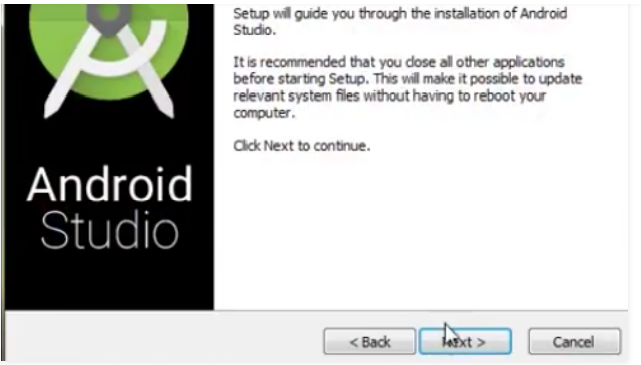 Setup will guide you through the installation of Android
Studio.
It is recommended that you close all other applications
before starting Setup. This will make it possible to update
relevant system files without having to reboot your
computer.
Click Next to continue.
Android
Studio
< Back
Next >
Cancel